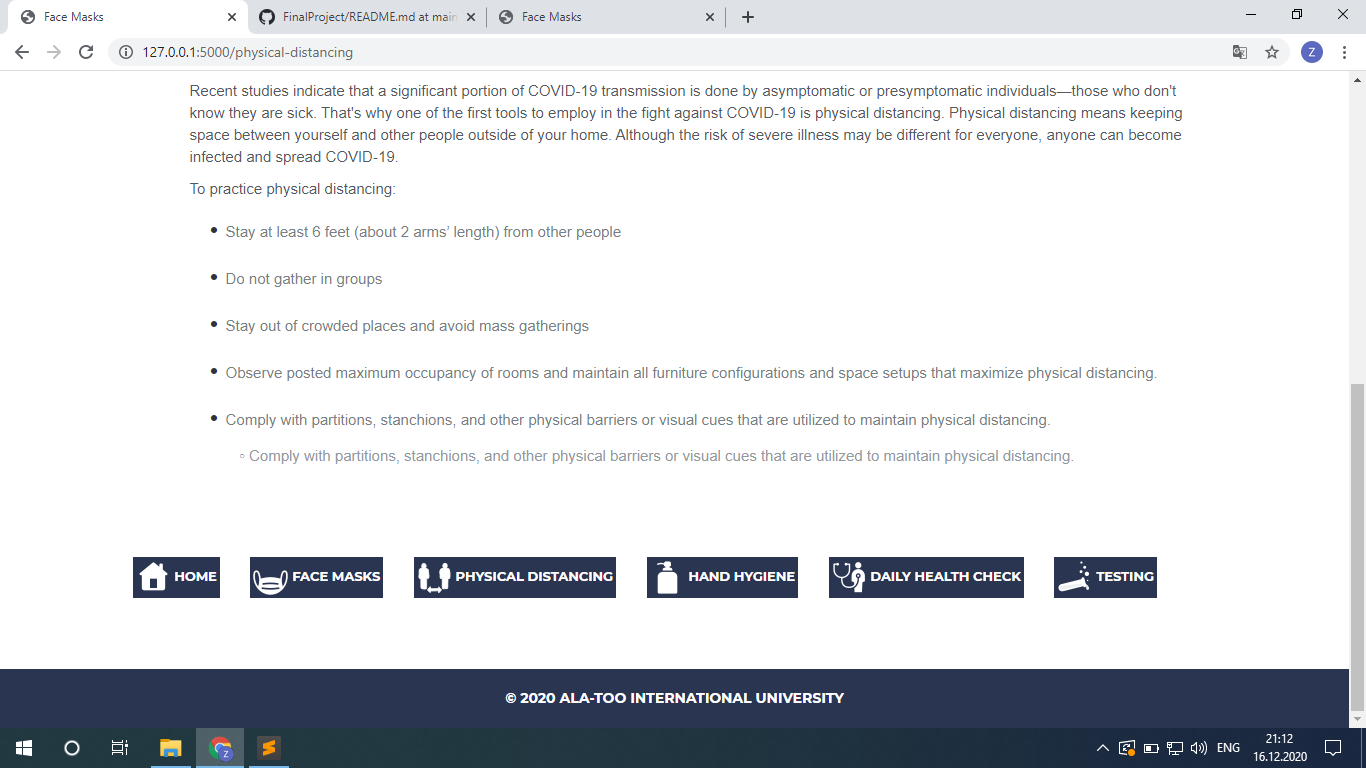 Face Masks
FinalProject/README.md at main
Face Masks
127.0.0.1:5000/physical-distancing
Z
Recent studies indicate that a significant portion of COVID-19 transmission is done by asymptomatic or presymptomatic individuals—those who don't
know they are sick. That's why one of the first tools to employ in the fight against COVID-19 is physical distancing. Physical distancing means keeping
space between yourself and other people outside of your home. Although the risk of severe illness may be different for everyone, anyone can become
infected and spread COVID-19.
To practice physical distancing:
Stay at least 6 feet (about 2 arms’ length) from other people
Do not gather in groups
Stay out of crowded places and avoid mass gatherings
Observe posted maximum occupancy of rooms and maintain all furniture configurations and space setups that maximize physical distancing.
Comply with partitions, stanchions, and other physical barriers or visual cues that are utilized to maintain physical distancing.
Comply with partitions, stanchions, and other physical barriers or visual cues that are utilized to maintain physical distancing.
HOME
FACE MASKS
PHYSICAL DISTANCING
HAND HYGIENE
DAILY HEALTH CHECK
TESTING
© 2020 ALA-TOO INTERNATIONAL UNIVERSITY
Z
ENG
21:12
16.12.2020